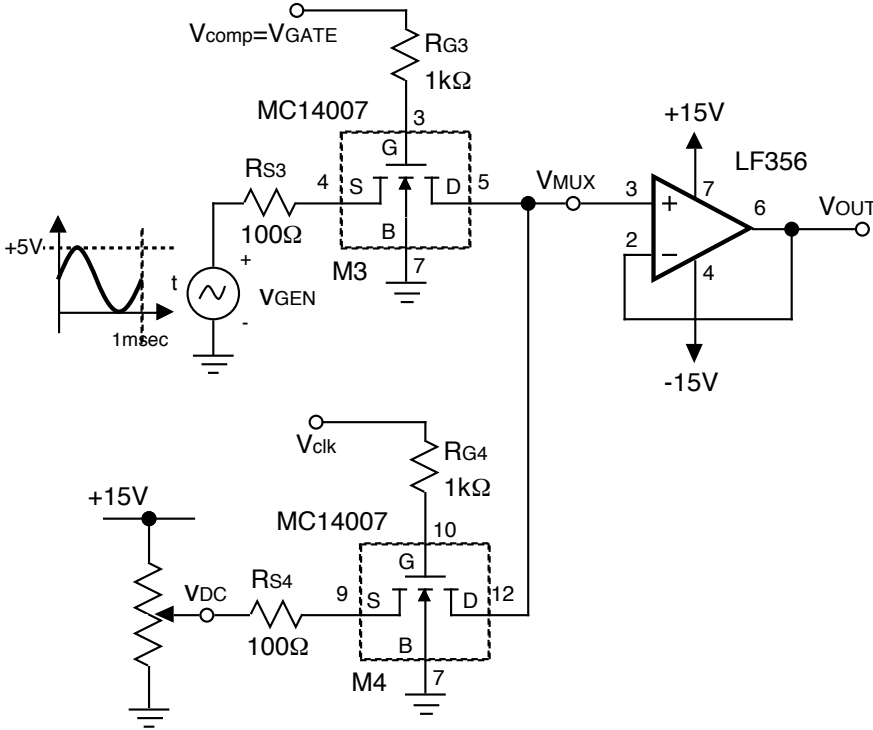 Vcomp=VGATE
RG3
1kΩ
MC14007
3
G
+15V
LF356
RS3
4
S
D
5
VMUX
3
+
7
6
VOUT
100Ω
B
2
−
4
+5V
t
+
7
M3
vGEN
-
1msec
-15V
Vclk
RG4
1kΩ
+15V
MC14007
10
G
vDC
RS4
9
S
D
12
100Ω
B
7
M4